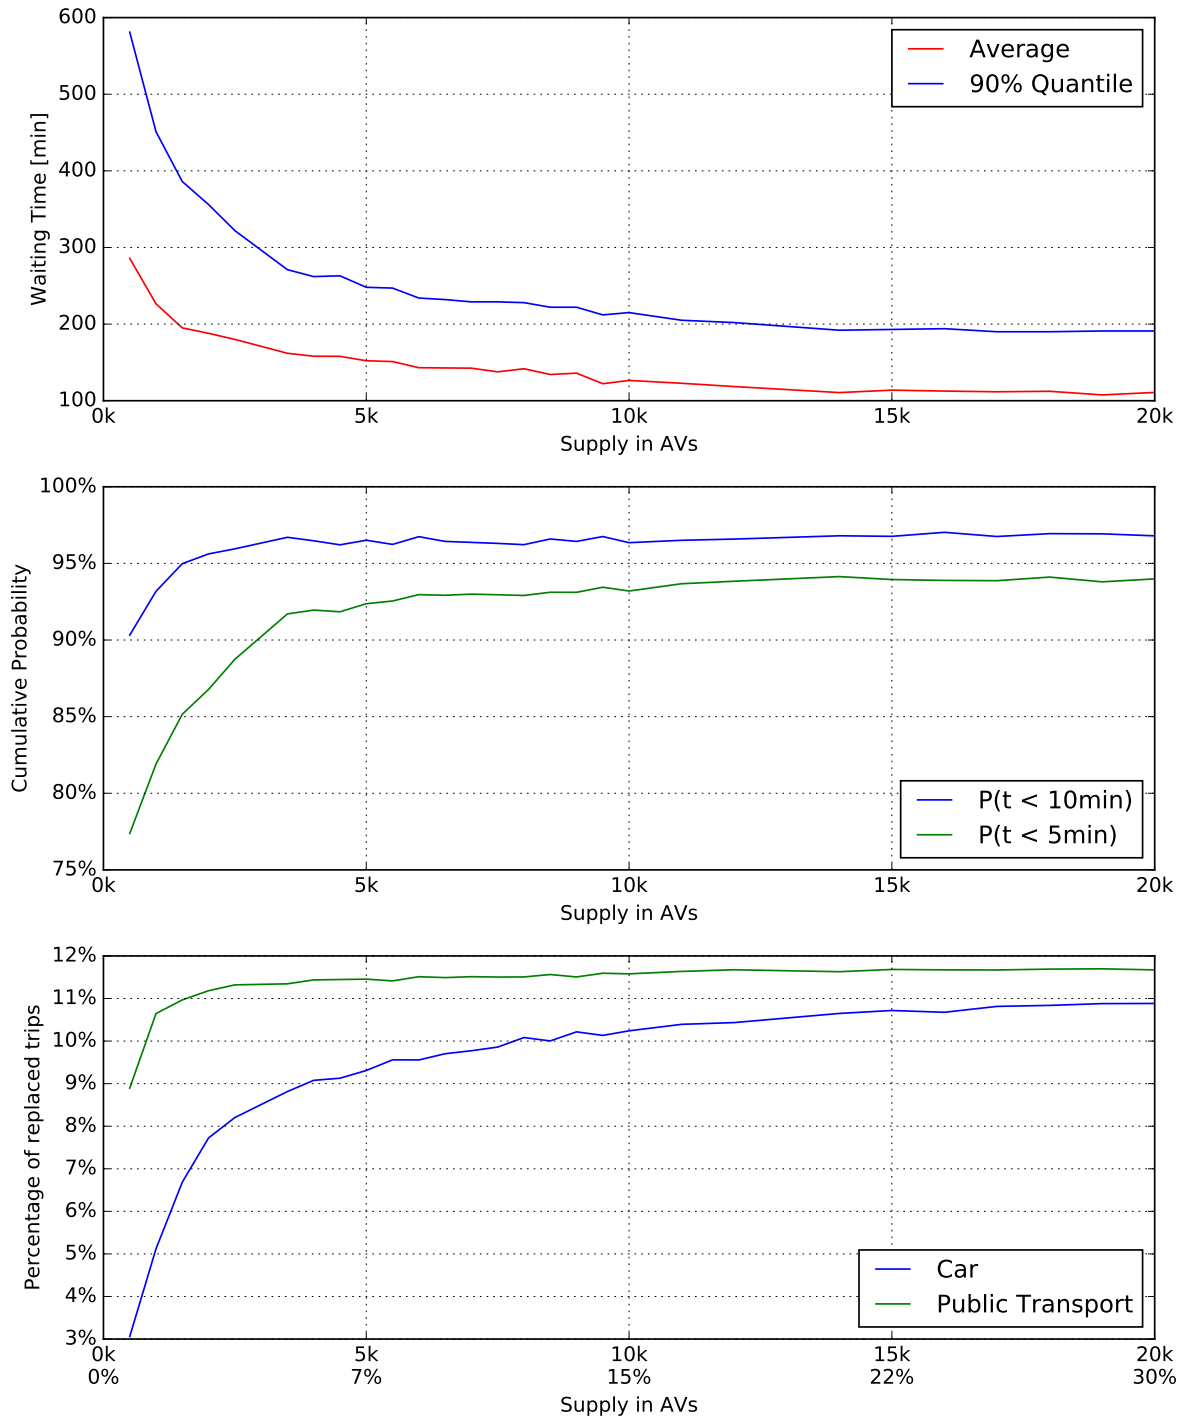 600
500
400
300
200
100
Waiting Time [min]
Average
90% Quantile
0k 5k 10k 15k 20k
Supply in AVs
100%
95%
90%
85%
80%
75%
Cumulative Probability
P(t < 10min)
P(t < 5min)
0k 5k 10k 15k 20k
Supply in AVs
12%
11%
10%
9%
8%
7%
6%
5%
4%
3%
Percentage of replaced trips
Car
Public Transport
0k 5k 10k 15k 20k
0% 7% 15% 22% 30%
Supply in AVs